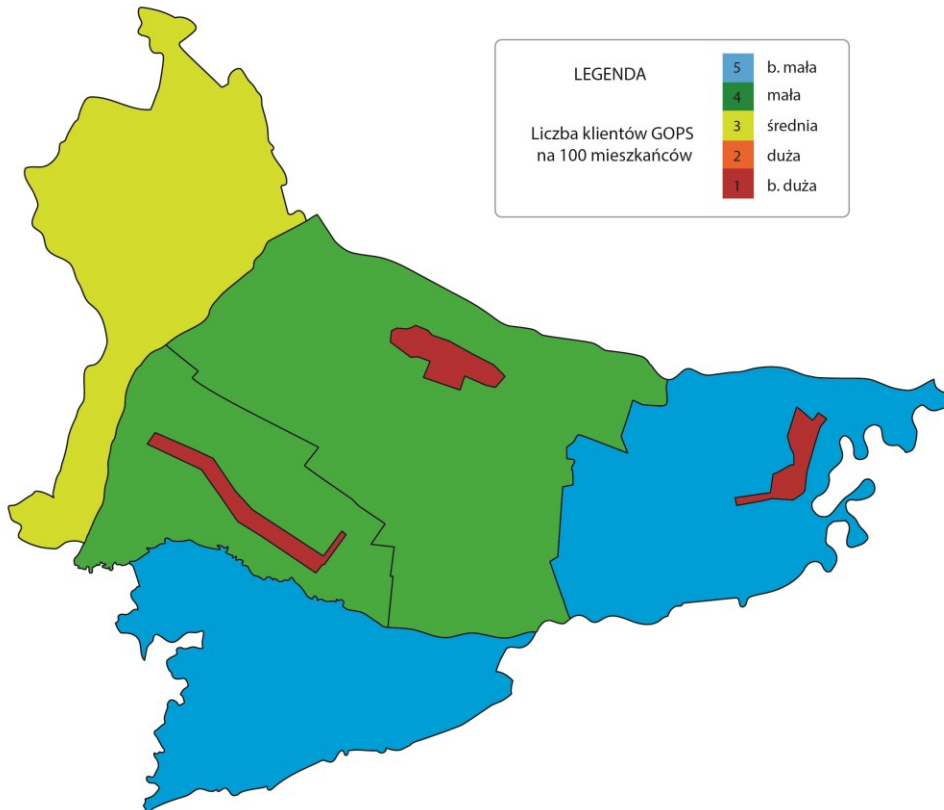 LEGENDA
Liczba klientów GOPS
na 100 mieszkańców
5 b. mała
4 mała
3 średnia
2 duża
1 b. duża